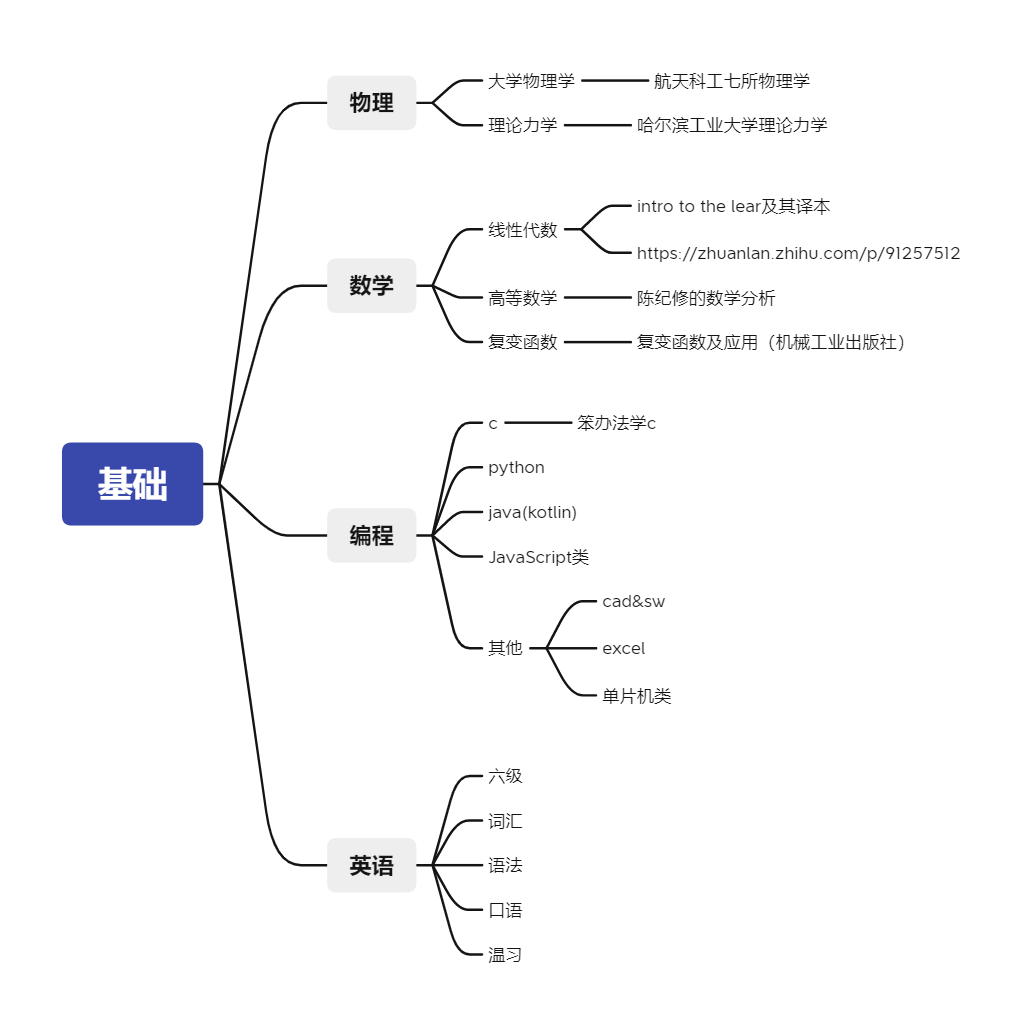 基础
物理
大学物理学
航天科工七所物理学
理论力学
哈尔滨工业大学理论力学
数学
线性代数
intro to the lear及其译本
https://zhuanlan.zhihu.com/p/91257512
高等数学
陈纪修的数学分析
复变函数
复变函数及应用（机械工业出版社）
编程
c
笨办法学c
python
java(kotlin)
JavaScript类
其他
cad&sw
excel
单片机类
英语
六级
词汇
语法
口语
温习